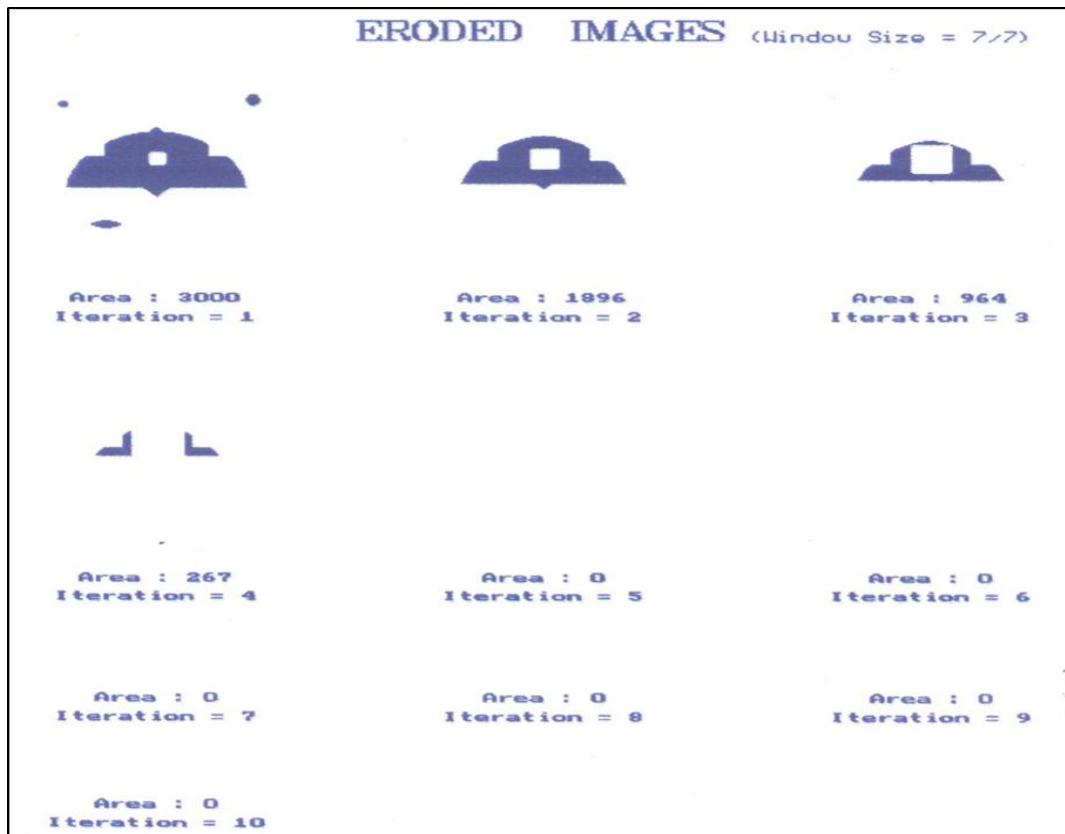 ERODED IMAGES (Window Size = 7/7)
Area : 3000
Iteration = 1
Area : 1896
Iteration = 2
Area : 964
Iteration = 3
Area : 267
Iteration = 4
Area : 0
Iteration = 5
Area : 0
Iteration = 6
Area : 0
Iteration = 7
Area : 0
Iteration = 8
Area : 0
Iteration = 9
Area : 0
Iteration = 10